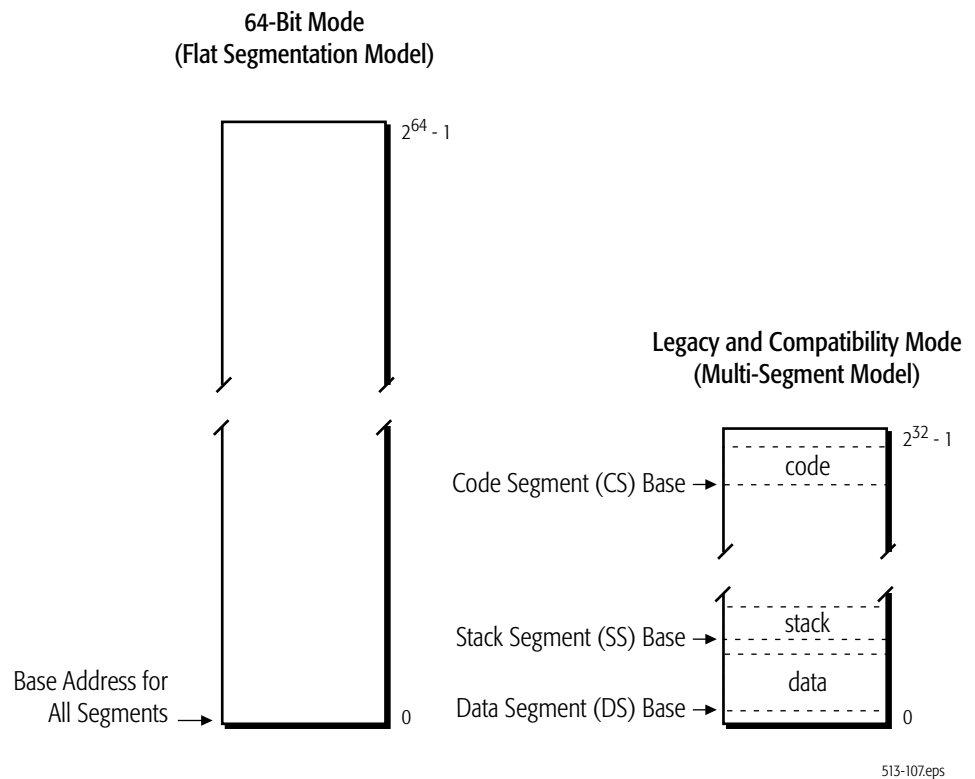 64-Bit Mode
(Flat Segmentation Model)
2^64 - 1
Base Address for
All Segments
0
Legacy and Compatibility Mode
(Multi-Segment Model)
2^32 - 1
code
Code Segment (CS) Base
stack
Stack Segment (SS) Base
data
Data Segment (DS) Base
0
513-107.eps